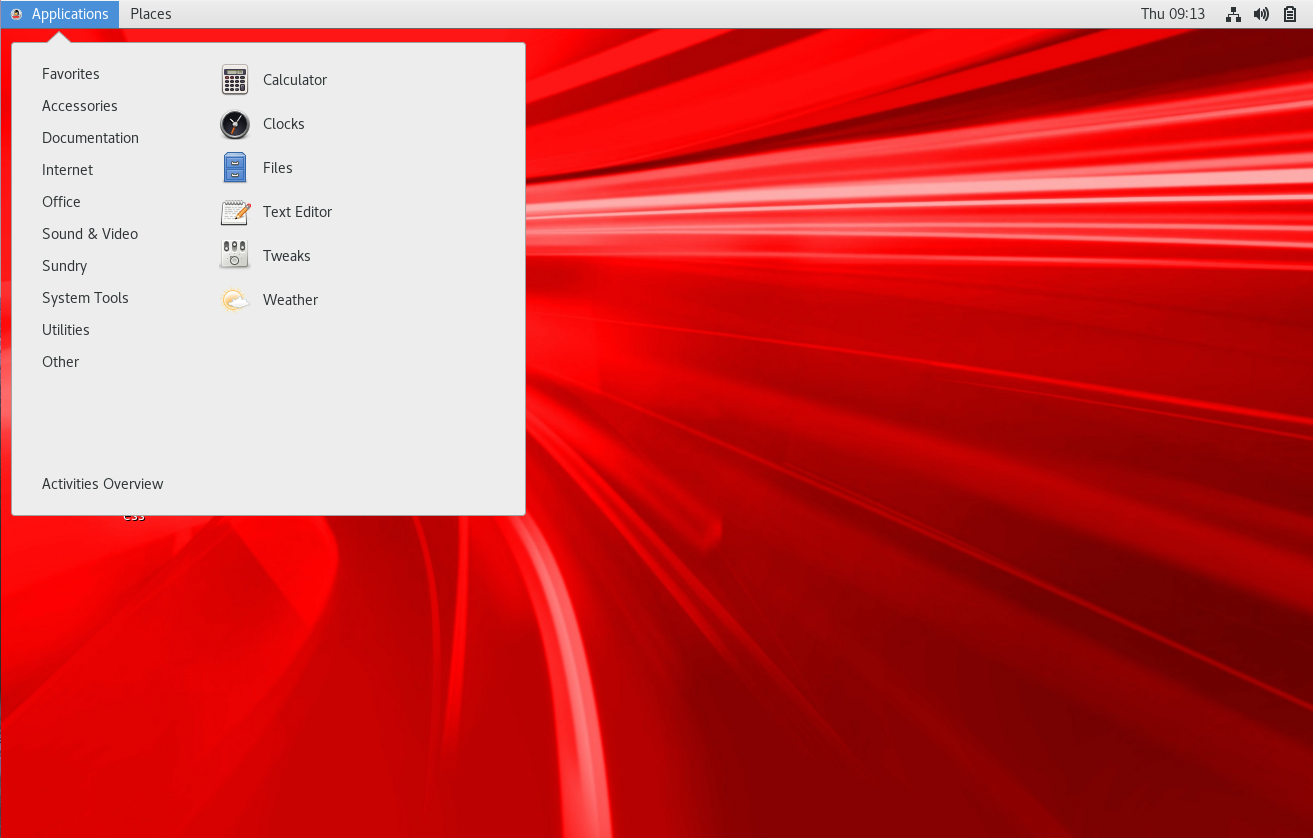 Applications Places Thu 09:13
Favorites
Accessories
Documentation
Internet
Office
Sound & Video
Sundry
System Tools
Utilities
Other
Activities Overview
Calculator
Clocks
Files
Text Editor
Tweaks
Weather
ess